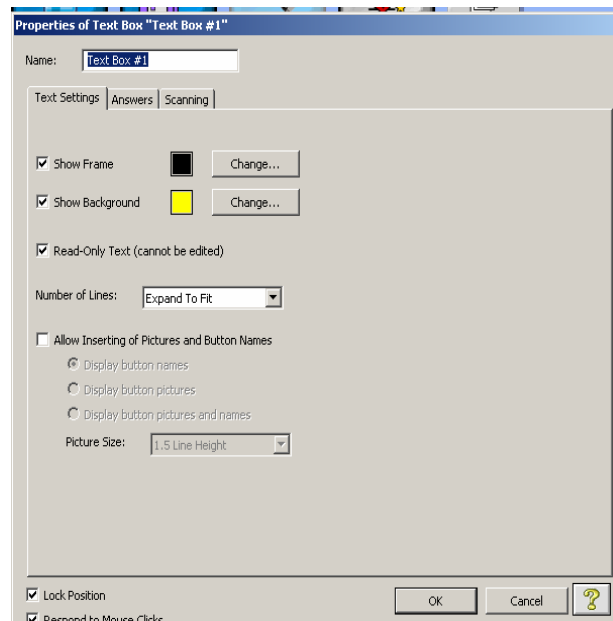 Properties of Text Box "Text Box #1"
Name: Text Box #1
Text Settings Answers Scanning
Show Frame Change...
Show Background Change...
Read-Only Text (cannot be edited)
Number of Lines: Expand To Fit
Allow Inserting of Pictures and Button Names
Display button names
Display button pictures
Display button pictures and names
Picture Size: 1.5 Line Height
Lock Position
OK Cancel ?
Respond to Mouse Clicks